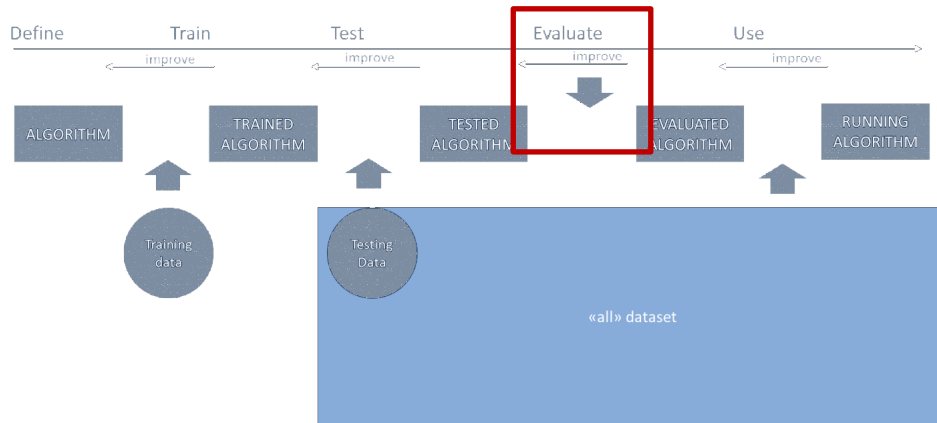 Define Train Test Evaluate Use
improve improve improve improve
ALGORITHM
TRAINED
ALGORITHM
TESTED
ALGORITHM
EVALUATED
ALGORITHM
RUNNING
ALGORITHM
Training
data
Testing
Data
«all» dataset